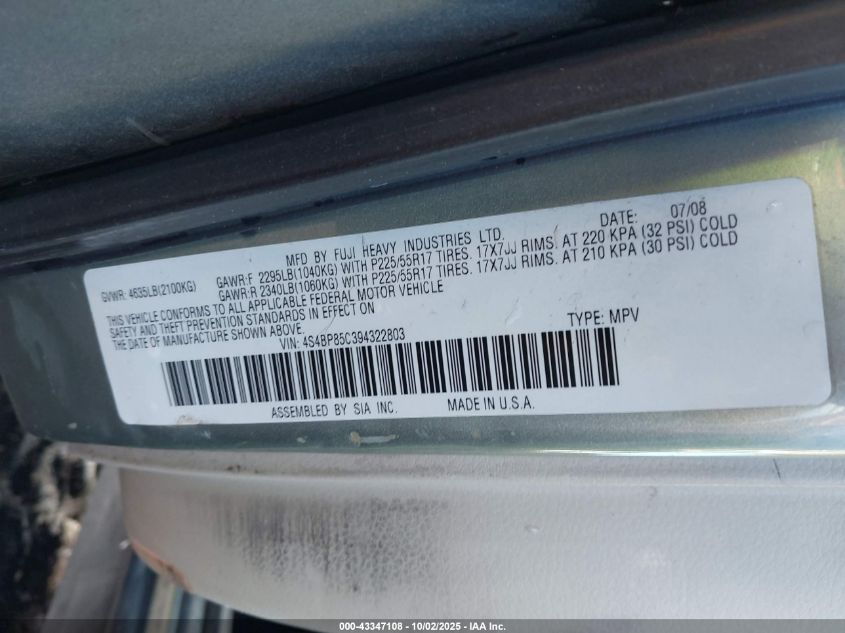 MFD BY FUJI HEAVY INDUSTRIES LTD. DATE: 07/08
GVWR: 4635LB(2100KG) GAWR:F 2295LB(1040KG) WITH P225/55R17 TIRES. 17X7JJ RIMS. AT 220 KPA (32 PSI) COLD
GAWR:R 2340LB(1060KG) WITH P225/55R17 TIRES. 17X7JJ RIMS. AT 210 KPA (30 PSI) COLD
THIS VEHICLE CONFORMS TO ALL APPLICABLE FEDERAL MOTOR VEHICLE
SAFETY AND THEFT PREVENTION STANDARDS IN EFFECT ON
THE DATE OF MANUFACTURE SHOWN ABOVE.
VIN: 4S4BP85C394322803 TYPE: MPV
ASSEMBLED BY SIA INC. MADE IN U.S.A.
000-43347108 - 10/02/2025 - IAA Inc.